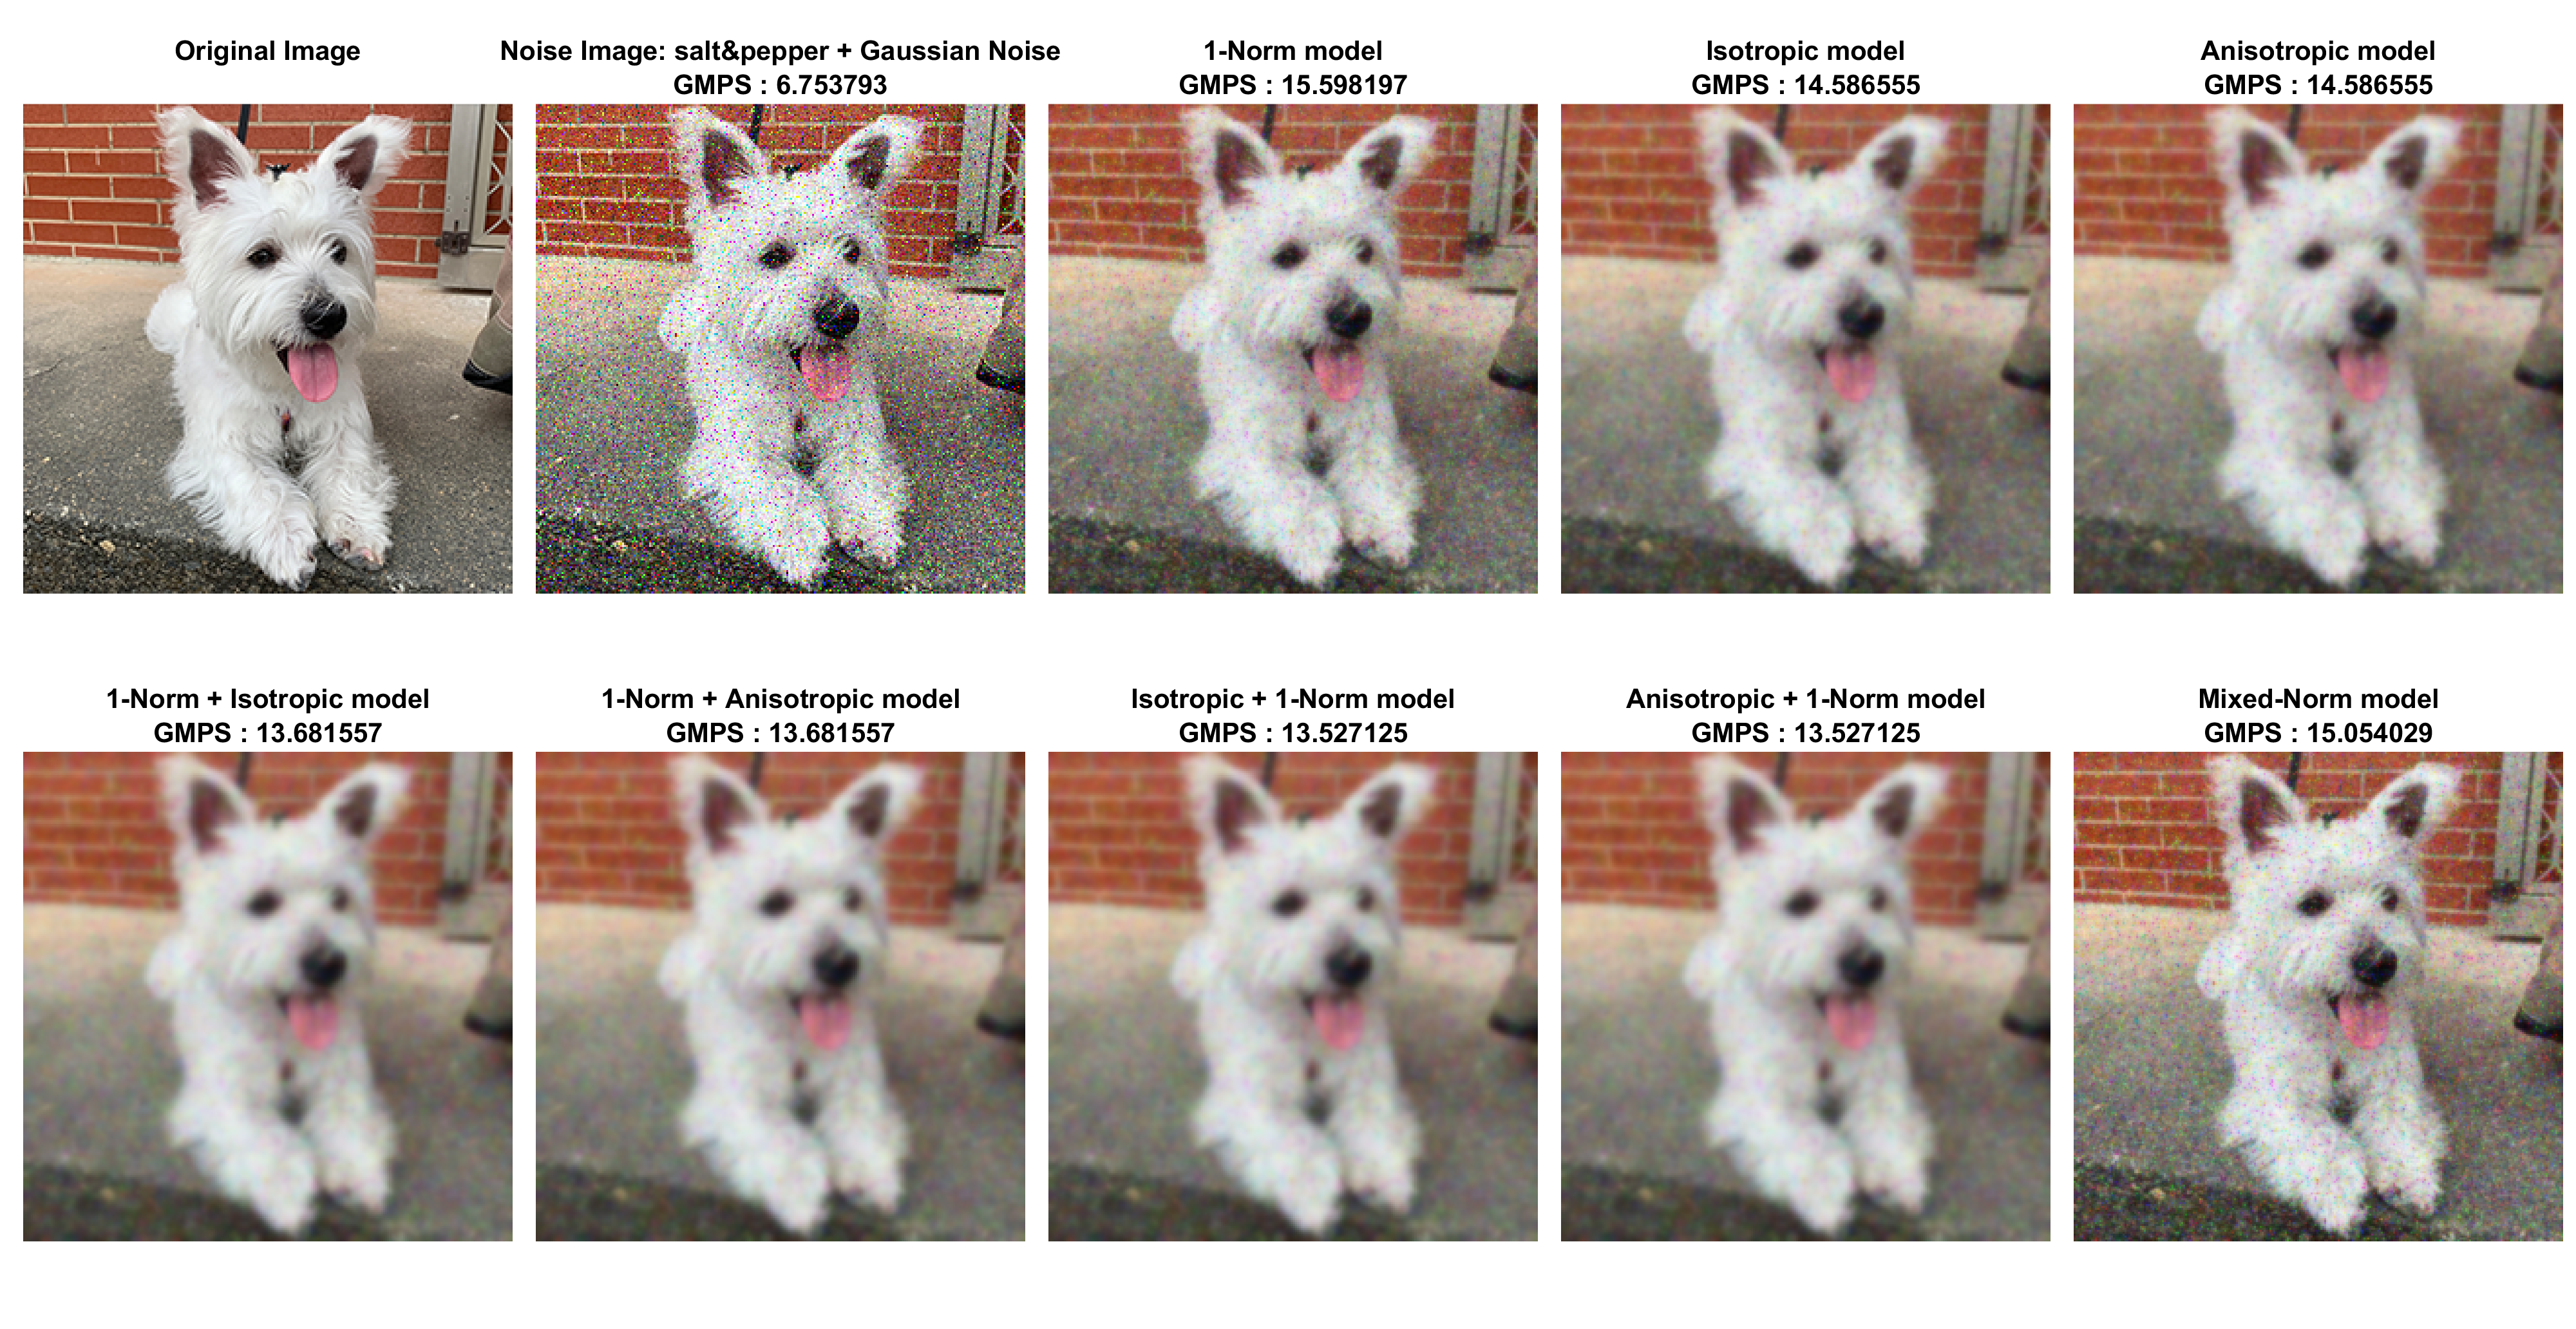 Original Image
Noise Image: salt&pepper + Gaussian Noise
GMPS : 6.753793
1-Norm model
GMPS : 15.598197
Isotropic model
GMPS : 14.586555
Anisotropic model
GMPS : 14.586555
1-Norm + Isotropic model
GMPS : 13.681557
1-Norm + Anisotropic model
GMPS : 13.681557
Isotropic + 1-Norm model
GMPS : 13.527125
Anisotropic + 1-Norm model
GMPS : 13.527125
Mixed-Norm model
GMPS : 15.054029